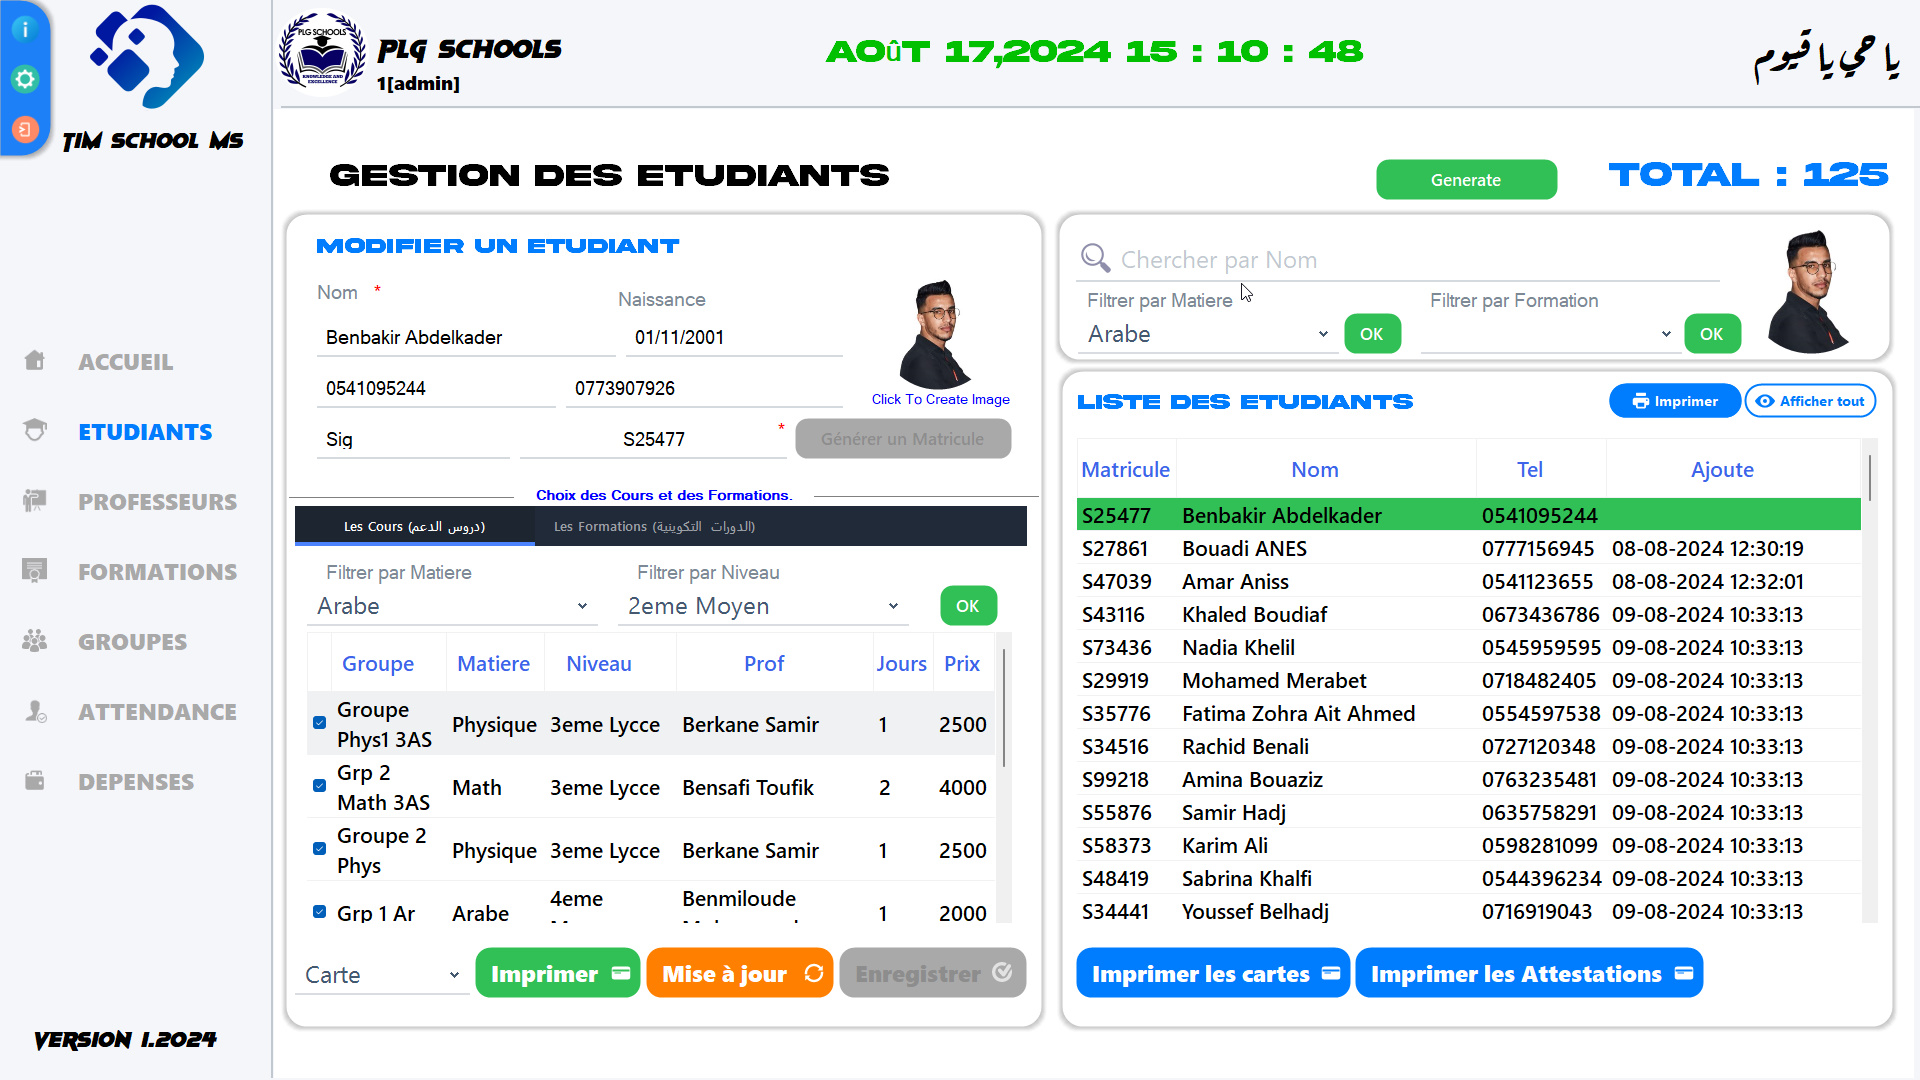 TIM SCHOOL MS
ACCUEIL
ETUDIANTS
PROFESSEURS
FORMATIONS
GROUPES
ATTENDANCE
DEPENSES
VERSION 1.2024
PLG SCHOOLS
KNOWLEDGE AND
EXCELLENCE
PLG SCHOOLS
1[admin]
AOûT 17,2024 15 : 10 : 48
يا حي يا قيوم
GESTION DES ETUDIANTS
Generate
TOTAL : 125
MODIFIER UN ETUDIANT
Nom *
Naissance
Benbakir Abdelkader
01/11/2001
0541095244
0773907926
Click To Create Image
Sig
S25477
*
Générer un Matricule
Choix des Cours et des Formations.
Les Cours (دروس الدعم)
Les Formations (الدورات التكوينية)
Filtrer par Matiere
Filtrer par Niveau
Arabe
2eme Moyen
OK
Groupe Matiere Niveau Prof Jours Prix
Groupe Phys1 3AS Physique 3eme Lycce Berkane Samir 1 2500
Grp 2 Math 3AS Math 3eme Lycce Bensafi Toufik 2 4000
Groupe 2 Phys Physique 3eme Lycce Berkane Samir 1 2500
Grp 1 Ar Arabe 4eme Benmiloude 1 2000
Carte
Imprimer
Mise à jour
Enregistrer
Chercher par Nom
Filtrer par Matiere
Filtrer par Formation
Arabe
OK
OK
LISTE DES ETUDIANTS
Imprimer
Afficher tout
Matricule Nom Tel Ajoute
S25477 Benbakir Abdelkader 0541095244
S27861 Bouadi ANES 0777156945 08-08-2024 12:30:19
S47039 Amar Aniss 0541123655 08-08-2024 12:32:01
S43116 Khaled Boudiaf 0673436786 09-08-2024 10:33:13
S73436 Nadia Khelil 0545959595 09-08-2024 10:33:13
S29919 Mohamed Merabet 0718482405 09-08-2024 10:33:13
S35776 Fatima Zohra Ait Ahmed 0554597538 09-08-2024 10:33:13
S34516 Rachid Benali 0727120348 09-08-2024 10:33:13
S99218 Amina Bouaziz 0763235481 09-08-2024 10:33:13
S55876 Samir Hadj 0635758291 09-08-2024 10:33:13
S58373 Karim Ali 0598281099 09-08-2024 10:33:13
S48419 Sabrina Khalfi 0544396234 09-08-2024 10:33:13
S34441 Youssef Belhadj 0716919043 09-08-2024 10:33:13
Imprimer les cartes
Imprimer les Attestations